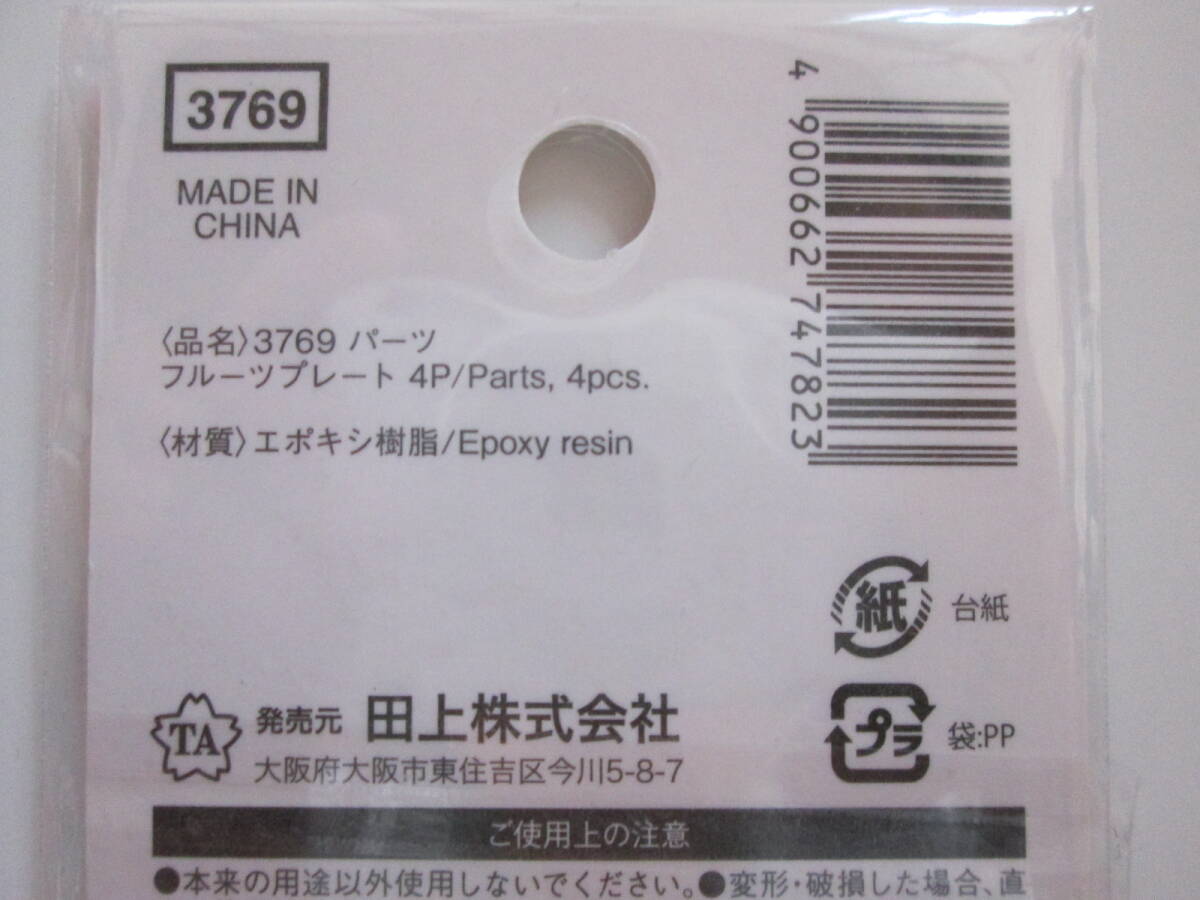 3769
MADE IN
CHINA
4 900662 747823
〈品名〉3769 パーツ
フルーツプレート 4P/Parts, 4pcs.
〈材質〉エポキシ樹脂/Epoxy resin
紙 台紙
プラ 袋:PP
TA 発売元 田上株式会社
大阪府大阪市東住吉区今川5-8-7
ご使用上の注意
●本来の用途以外使用しないでください。●変形・破損した場合、直